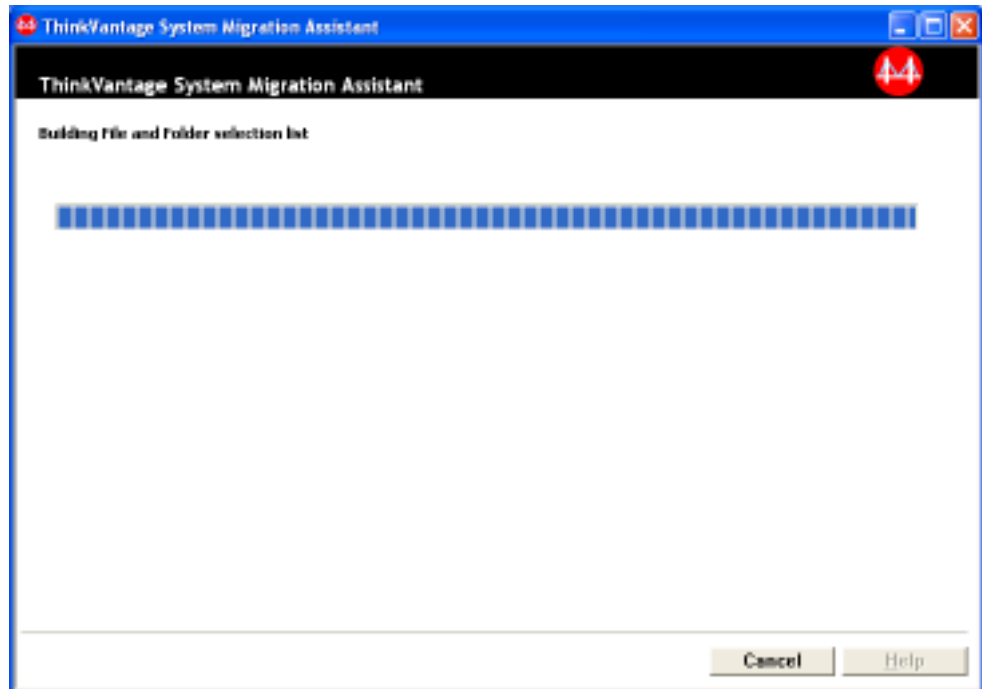 ThinkVantage System Migration Assistant
ThinkVantage System Migration Assistant
Building File and Folder selection list
Cancel
Help